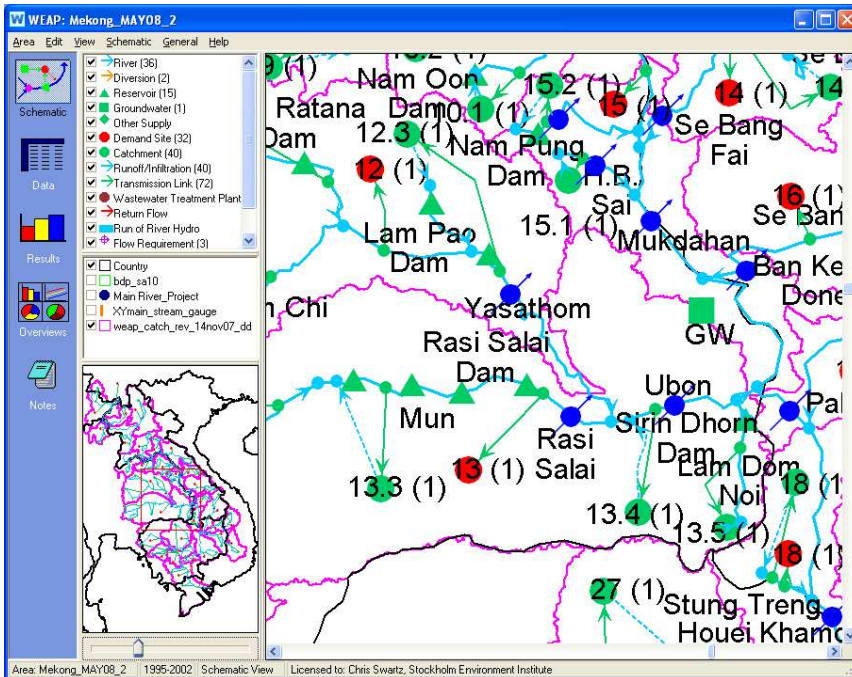 WEAP: Mekong_MAY08_2
Area Edit View Schematic General Help
Schematic
Data
Results
Overviews
Notes
River (36)
Diversion (2)
Reservoir (15)
Groundwater (1)
Other Supply
Demand Site (32)
Catchment (40)
Runoff/Infiltration (40)
Transmission Link (72)
Wastewater Treatment Plant
Return Flow
Run of River Hydro
Flow Requirement (3)
Country
bdp_sa10
Main River_Project
XYmain_stream_gauge
weap_catch_rev_14nov07_dd
Nam Oon
Dam
Ratana
Dam
12.3 (1)
10.1 (1)
15.2 (1)
15 (1)
14 (1)
14
Se Bang
Fai
Nam Pung
Dam
12 (1)
H.R.
Sai
16 (1)
15.1 (1)
Mukdahan
Lam Pao
Dam
Ban Ke
Done
Chi
Yasathom
GW
Rasi Salai
Dam
Ubon
Mun
Rasi
Salai
Sirin Dhorn
Dam
Lam Dom
Noi
13.3 (1)
13 (1)
13.4 (1)
13.5 (1)
18 (1)
18 (1)
27 (1)
Stung Treng
Houei Khamo
Area: Mekong_MAY08_2 1995-2002 Schematic View Licensed to: Chris Swartz, Stockholm Environment Institute